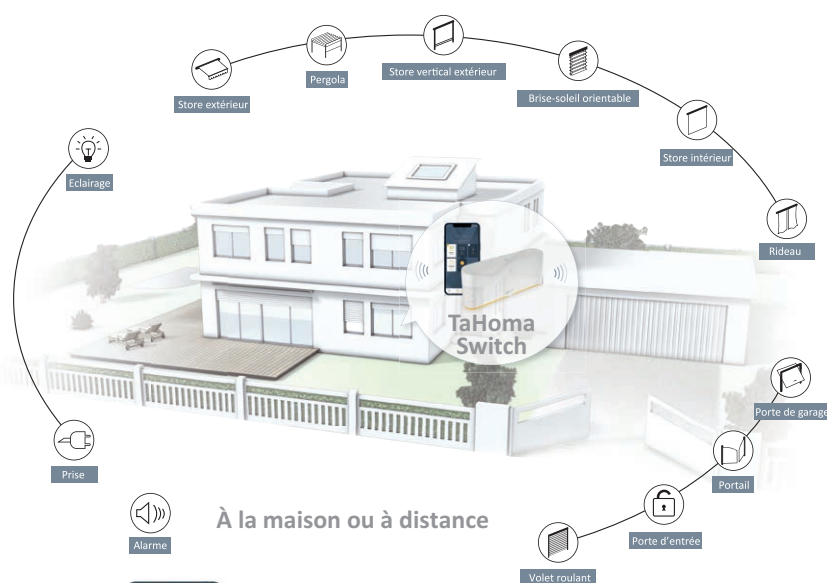 Store vertical extérieur
Pergola
Store extérieur
Brise-soleil orientable
Store intérieur
Eclairage
Rideau
TaHoma
Switch
Porte de garage
Prise
Portail
À la maison ou à distance
Alarme
Porte d'entrée
Volet roulant